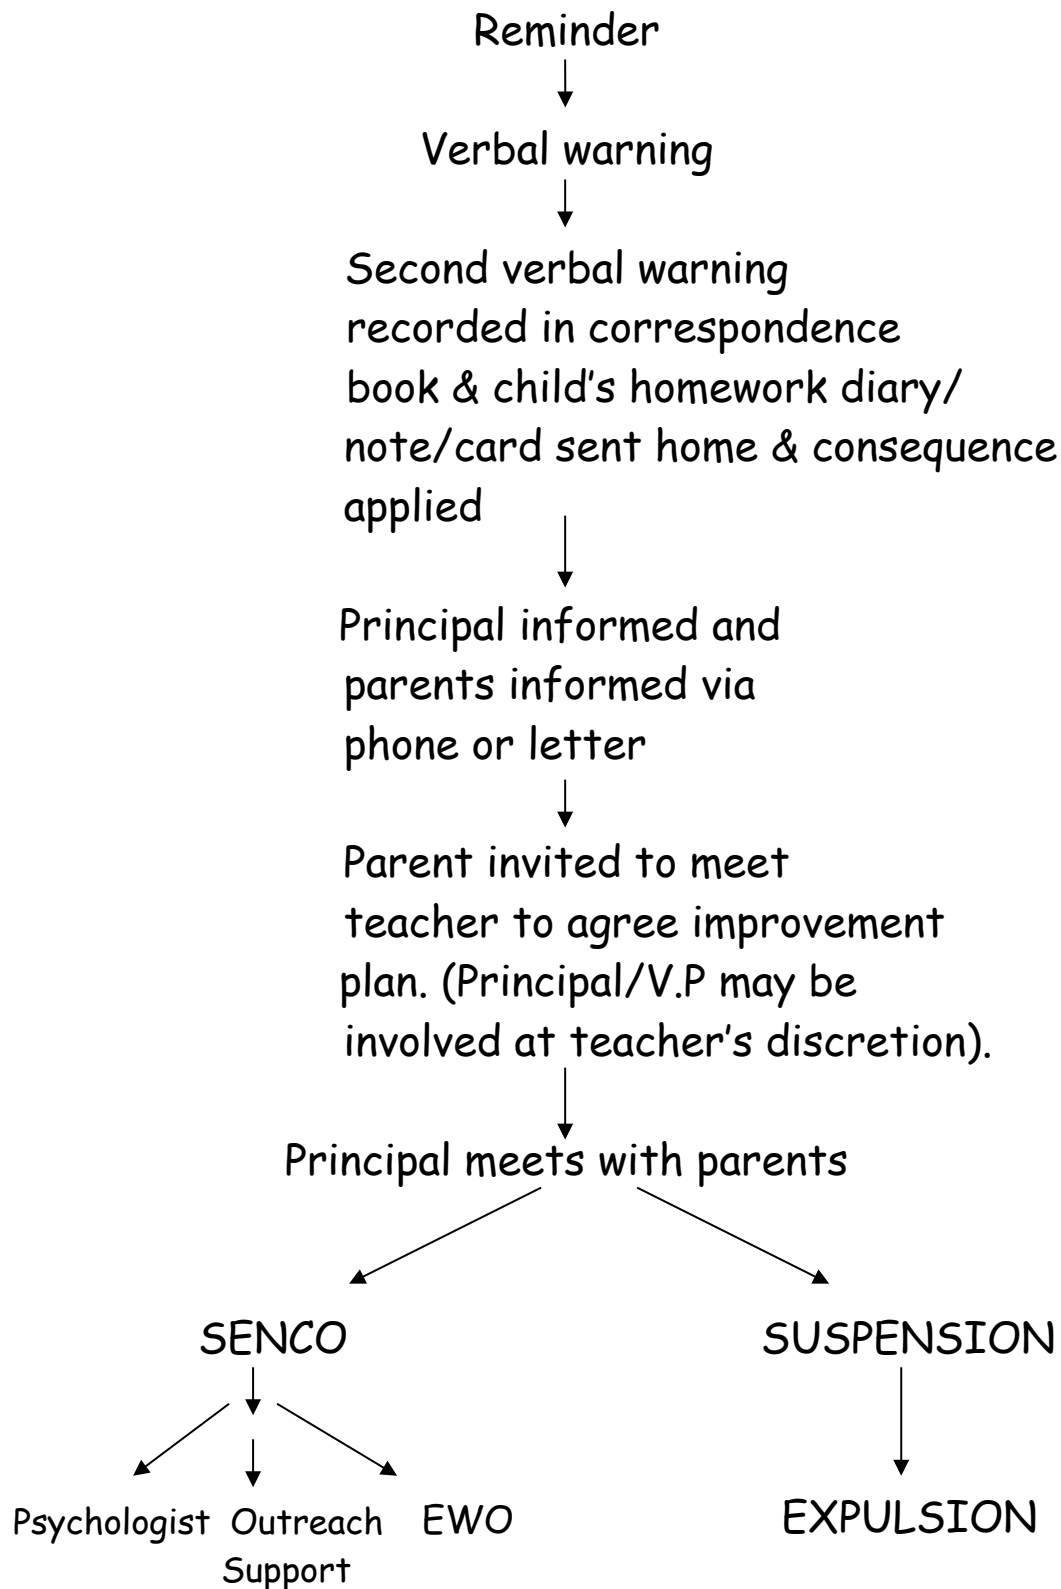 Reminder
Verbal warning
Second verbal warning
recorded in correspondence
book & child's homework diary/
note/card sent home & consequence
applied
Principal informed and
parents informed via
phone or letter
Parent invited to meet
teacher to agree improvement
plan. (Principal/V.P may be
involved at teacher's discretion).
Principal meets with parents
SENCO SUSPENSION
Psychologist Outreach EWO EXPULSION
Support